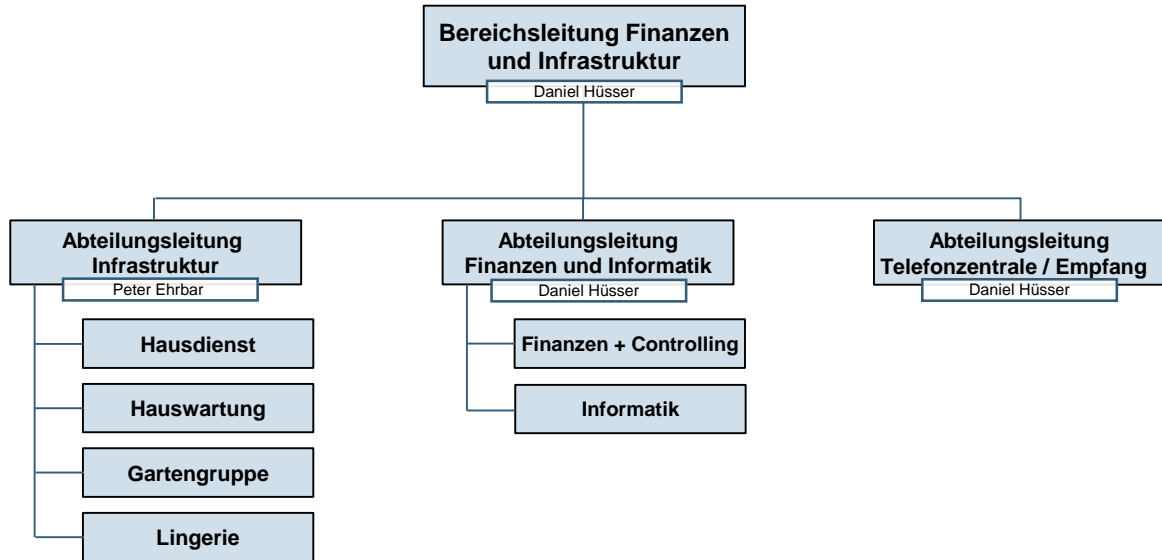 Bereichsleitung Finanzen
und Infrastruktur
Daniel Hüsser
Abteilungsleitung
Infrastruktur
Peter Ehrbar
Hausdienst
Hauswartung
Gartengruppe
Lingerie
Abteilungsleitung
Finanzen und Informatik
Daniel Hüsser
Finanzen + Controlling
Informatik
Abteilungsleitung
Telefonzentrale / Empfang
Daniel Hüsser